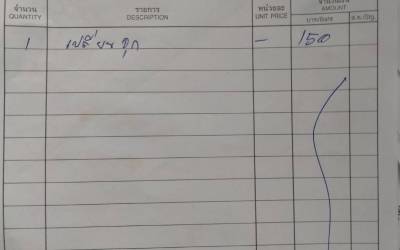 จำนวน รายการ หน่วยละ จำนวนเงิน
QUANTITY DESCRIPTION UNIT PRICE AMOUNT
บาท/Baht ส.ต./Stg.
1 เปลี่ยนจุก - 150